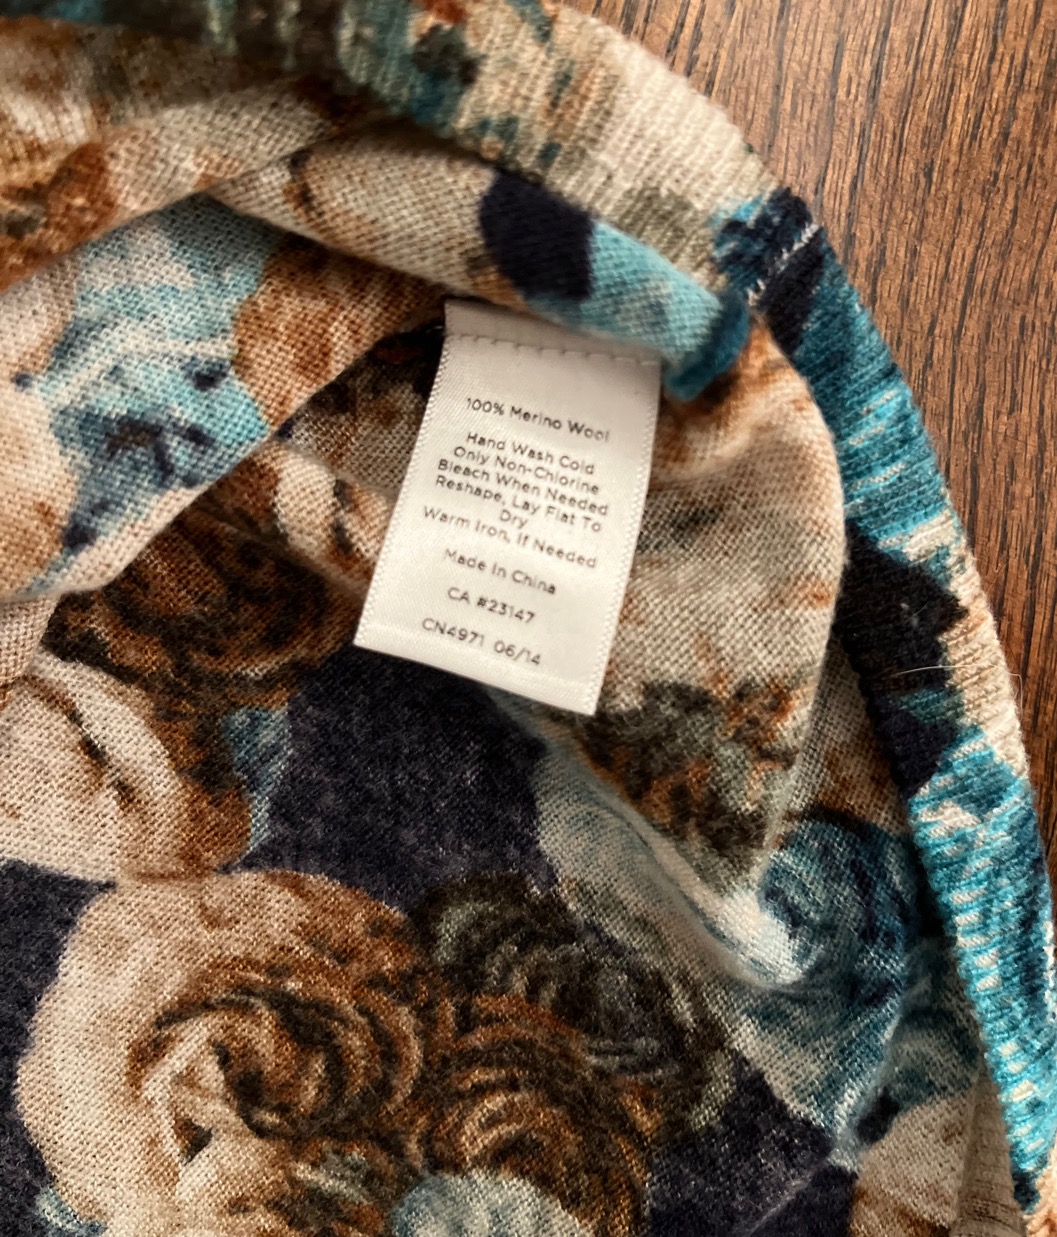 100% Merino Wool
Hand Wash Cold
Only Non-Chlorine
Bleach When Needed
Reshape, Lay Flat To
Dry
Warm Iron, If Needed
Made In China
CA #23147
CN4971 06/14